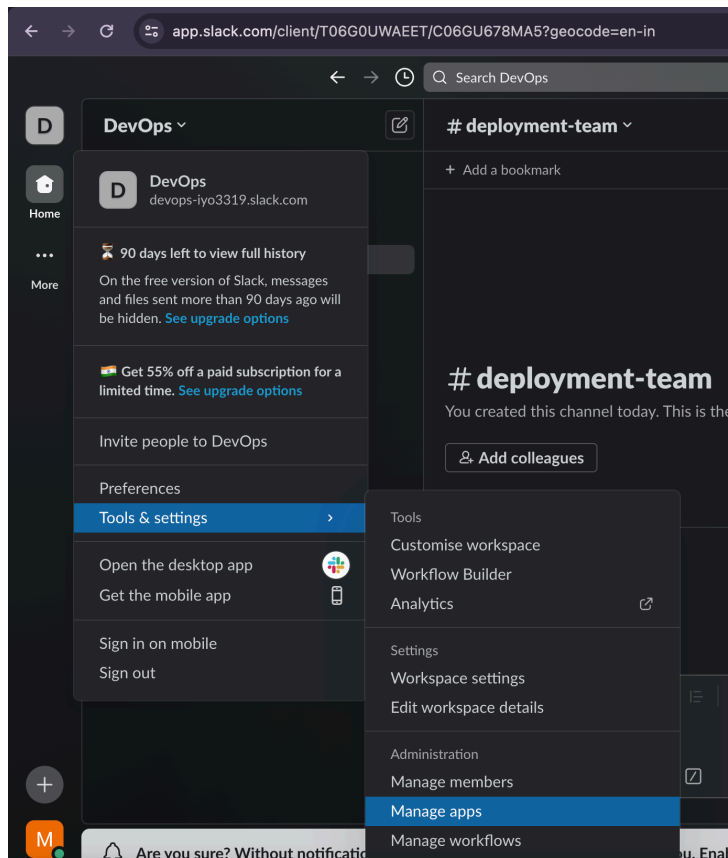 app.slack.com/client/T06G0UWAEET/C06GU678MA5?geocode=en-in
Search DevOps
D
DevOps
# deployment-team
+ Add a bookmark
Home
More
D
DevOps
devops-iyo3319.slack.com
90 days left to view full history
On the free version of Slack, messages
and files sent more than 90 days ago will
be hidden. See upgrade options
Get 55% off a paid subscription for a
limited time. See upgrade options
Invite people to DevOps
Preferences
Tools & settings
Open the desktop app
Get the mobile app
Sign in on mobile
Sign out
# deployment-team
You created this channel today. This is the
Add colleagues
Tools
Customise workspace
Workflow Builder
Analytics
Settings
Workspace settings
Edit workspace details
Administration
Manage members
Manage apps
Manage workflows
M
Are you sure? Without notificatio
ou. Enal